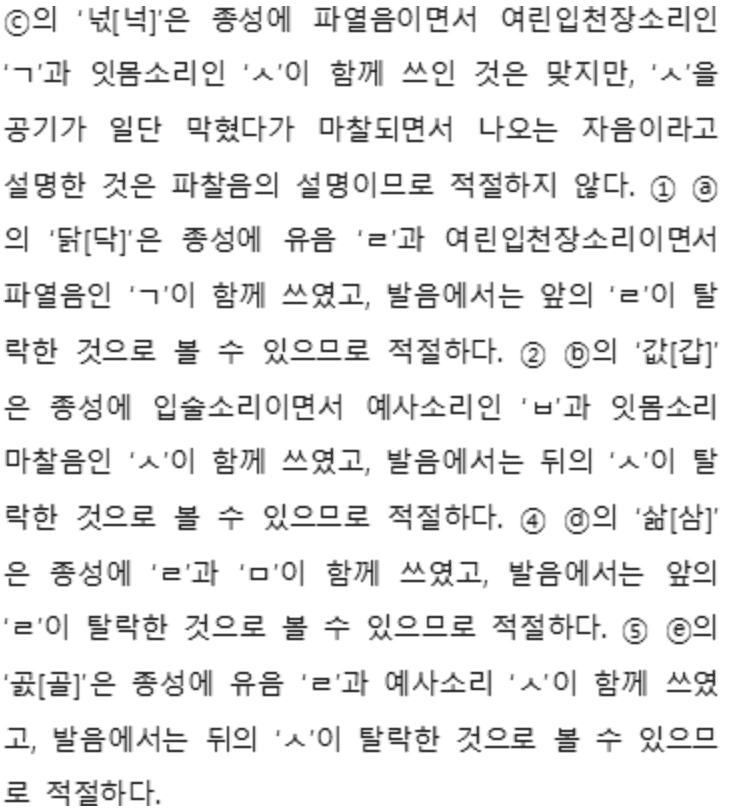 ⓒ의 '넋[넉]'은 종성에 파열음이면서 여린입천장소리인
'ㄱ'과 잇몸소리인 'ㅅ'이 함께 쓰인 것은 맞지만, 'ㅅ'을
공기가 일단 막혔다가 마찰되면서 나오는 자음이라고
설명한 것은 파찰음의 설명이므로 적절하지 않다. ① ⓐ
의 '닭[닥]'은 종성에 유음 'ㄹ'과 여린입천장소리이면서
파열음인 'ㄱ'이 함께 쓰였고, 발음에서는 앞의 'ㄹ'이 탈
락한 것으로 볼 수 있으므로 적절하다. ② ⓑ의 '값[갑]'
은 종성에 입술소리이면서 예사소리인 'ㅂ'과 잇몸소리
마찰음인 'ㅅ'이 함께 쓰였고, 발음에서는 뒤의 'ㅅ'이 탈
락한 것으로 볼 수 있으므로 적절하다. ④ ⓓ의 '삶[삼]'
은 종성에 'ㄹ'과 'ㅁ'이 함께 쓰였고, 발음에서는 앞의
'ㄹ'이 탈락한 것으로 볼 수 있으므로 적절하다. ⑤ ⓔ의
'곬[골]'은 종성에 유음 'ㄹ'과 예사소리 'ㅅ'이 함께 쓰였
고, 발음에서는 뒤의 'ㅅ'이 탈락한 것으로 볼 수 있으므
로 적절하다.